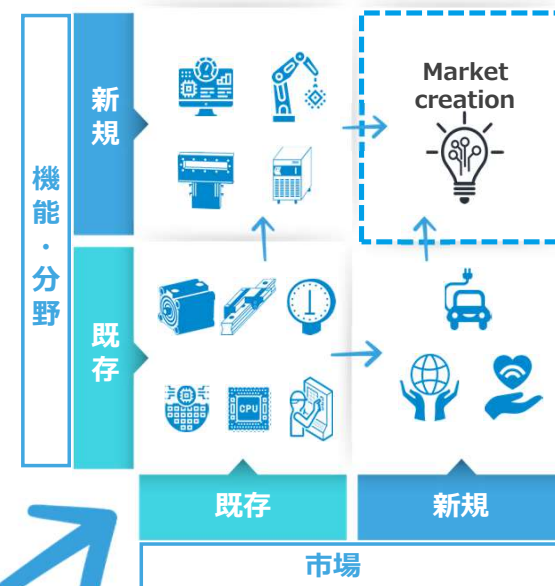 機能・分野
新規
既存
Market
creation
CPU
既存
新規
市場